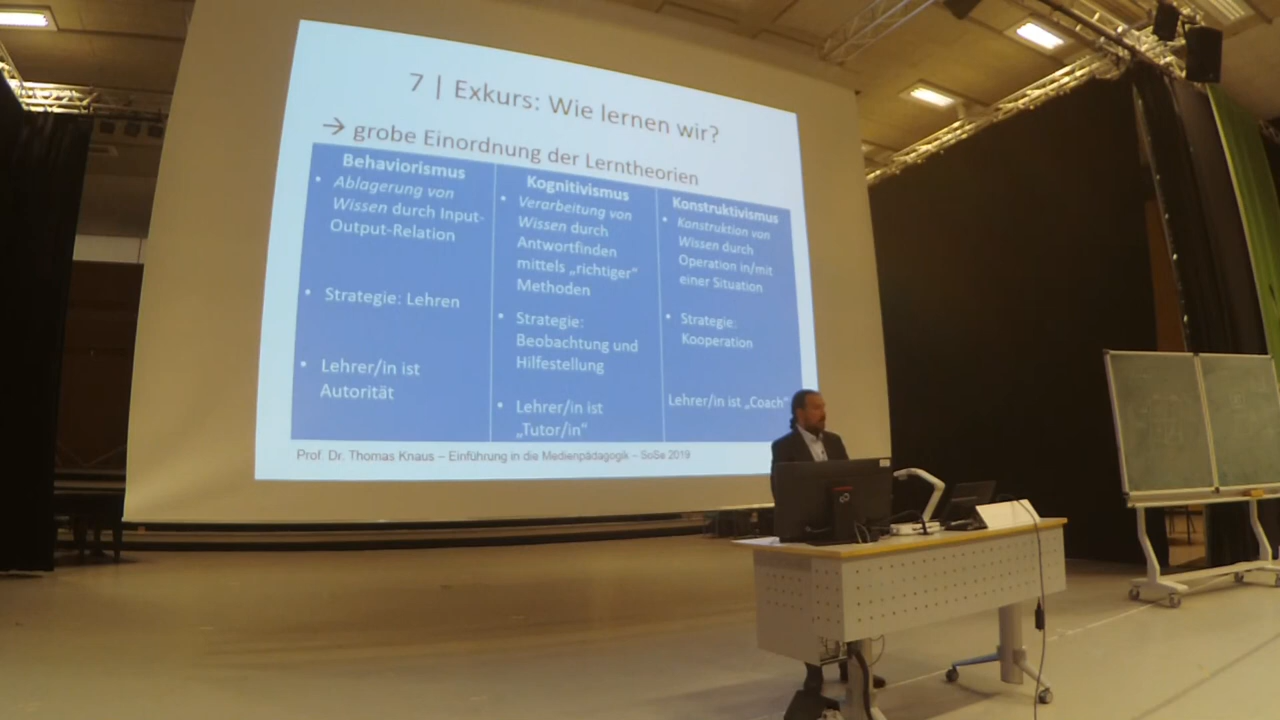 7 | Exkurs: Wie lernen wir?
→ grobe Einordnung der Lerntheorien
Behaviorismus
• Ablagerung von
Wissen durch Input-
Output-Relation
• Strategie: Lehren
• Lehrer/in ist
Autorität
Kognitivismus
• Verarbeitung von
Wissen durch
Antwortfinden
mittels „richtiger“
Methoden
• Strategie:
Beobachtung und
Hilfestellung
• Lehrer/in ist
„Tutor/in“
Konstruktivismus
• Konstruktion von
Wissen durch
Operation in/mit
einer Situation
• Strategie:
Kooperation
Lehrer/in ist „Coach“
Prof. Dr. Thomas Knaus – Einführung in die Medienpädagogik – SoSe 2019